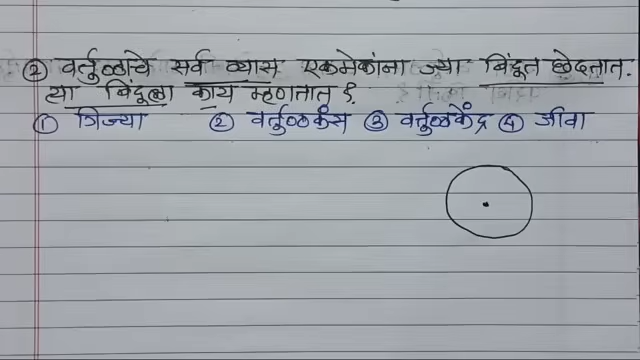 ② वर्तुळाचे सर्व व्यास एकमेकांना ज्या बिंदूत छेदतात.
त्या बिंदूला काय म्हणतात ?
① त्रिज्या ② वर्तुळकंस ③ वर्तुळकेंद्र ④ जीवा